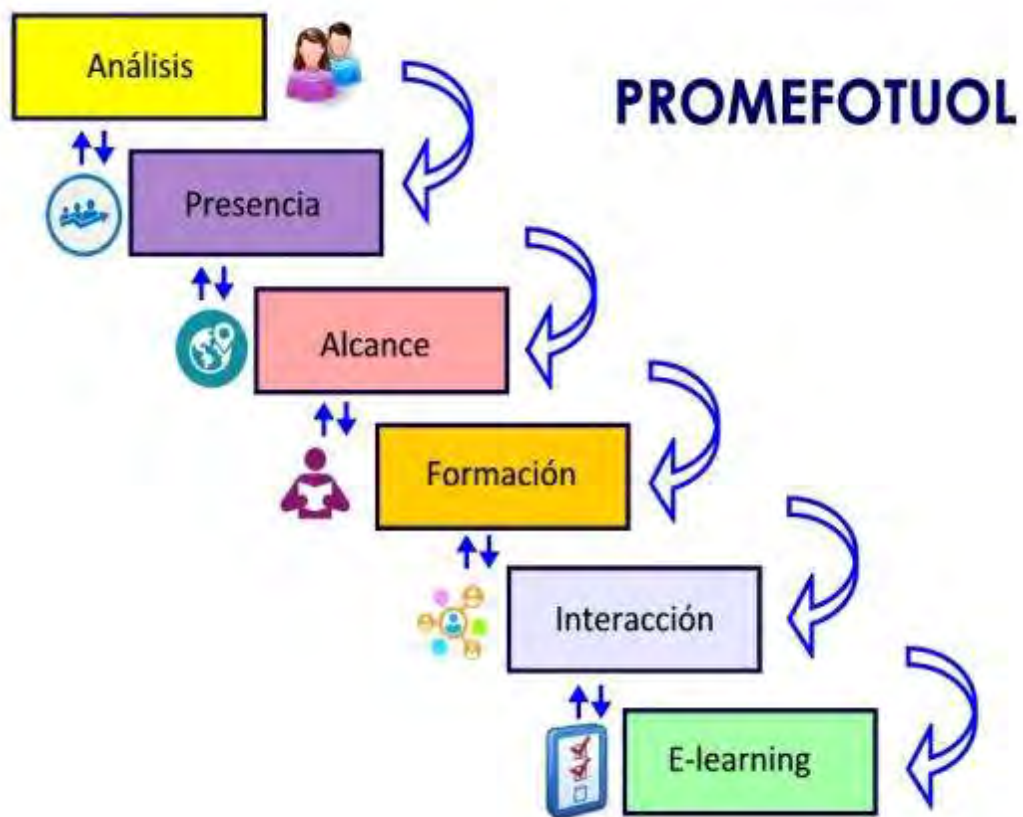 Análisis
PROMEFOTUOL
Presencia
Alcance
Formación
Interacción
E-learning